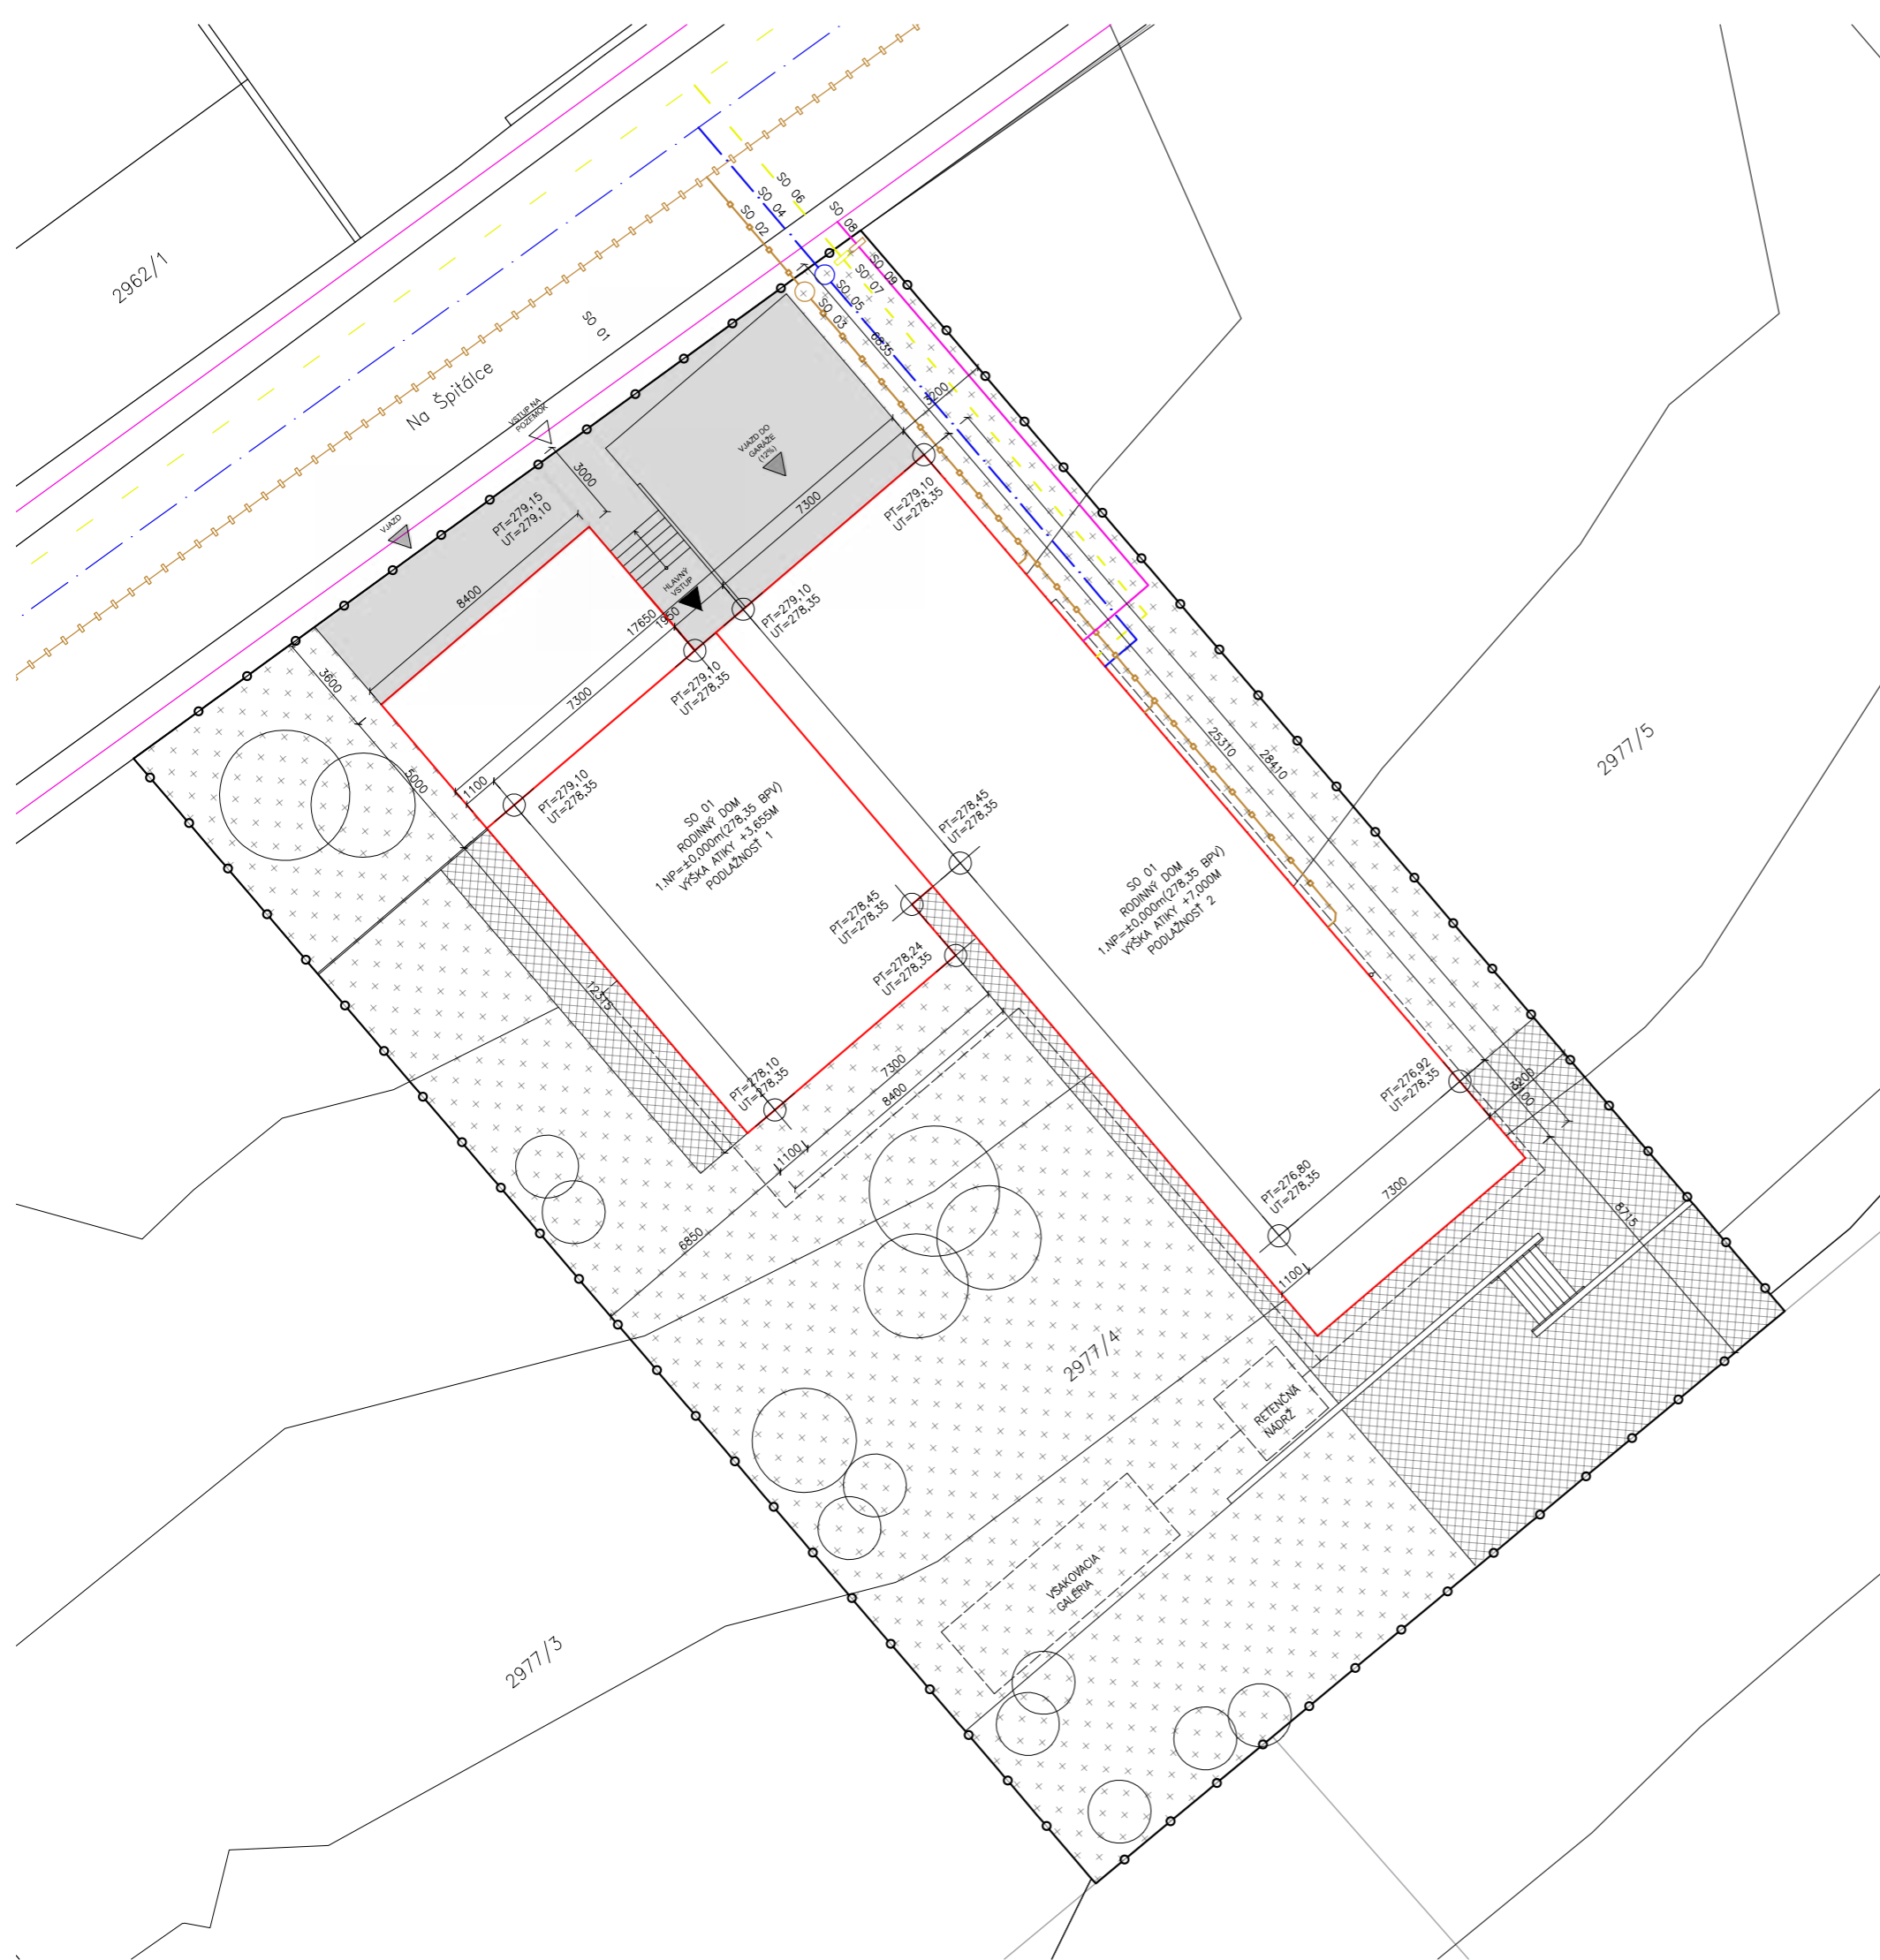 SO 06
SO 04
SO 02
SO 08
SO 09
SO 07
SO 05
SO 03
2962/1
SO 01
Na Špitálce
6635
3200
VSTUP NA
POZEMOK
VJAZD DO
GARÁŽE
(12%)
3000
7300
PT=279,10
UT=278,35
PT=279,15
UT=279,10
VJAZD
HLAVNÝ
VSTUP
8400
17650
1950
PT=279,10
UT=278,35
PT=279,10
UT=278,35
3600
7300
5000
1100
PT=279,10
UT=278,35
25310
28410
2977/5
SO 01
RODINNÝ DOM
1.NP=±0,000m(278,35 BPV)
VÝŠKA ATIKY +3,655M
PODLAŽNOSŤ 1
PT=278,45
UT=278,35
SO 01
RODINNÝ DOM
1.NP=±0,000m(278,35 BPV)
VÝŠKA ATIKY +7,000M
PODLAŽNOSŤ 2
PT=278,45
UT=278,35
PT=278,24
UT=278,35
12375
7300
8400
PT=278,10
UT=278,35
1100
PT=276,92
UT=278,35
3200
PT=276,80
UT=278,35
7300
8715
6850
1100
2977/4
RETENČNÁ
NÁDRŽ
VSAKOVACIA
GALÉRIA
2977/3